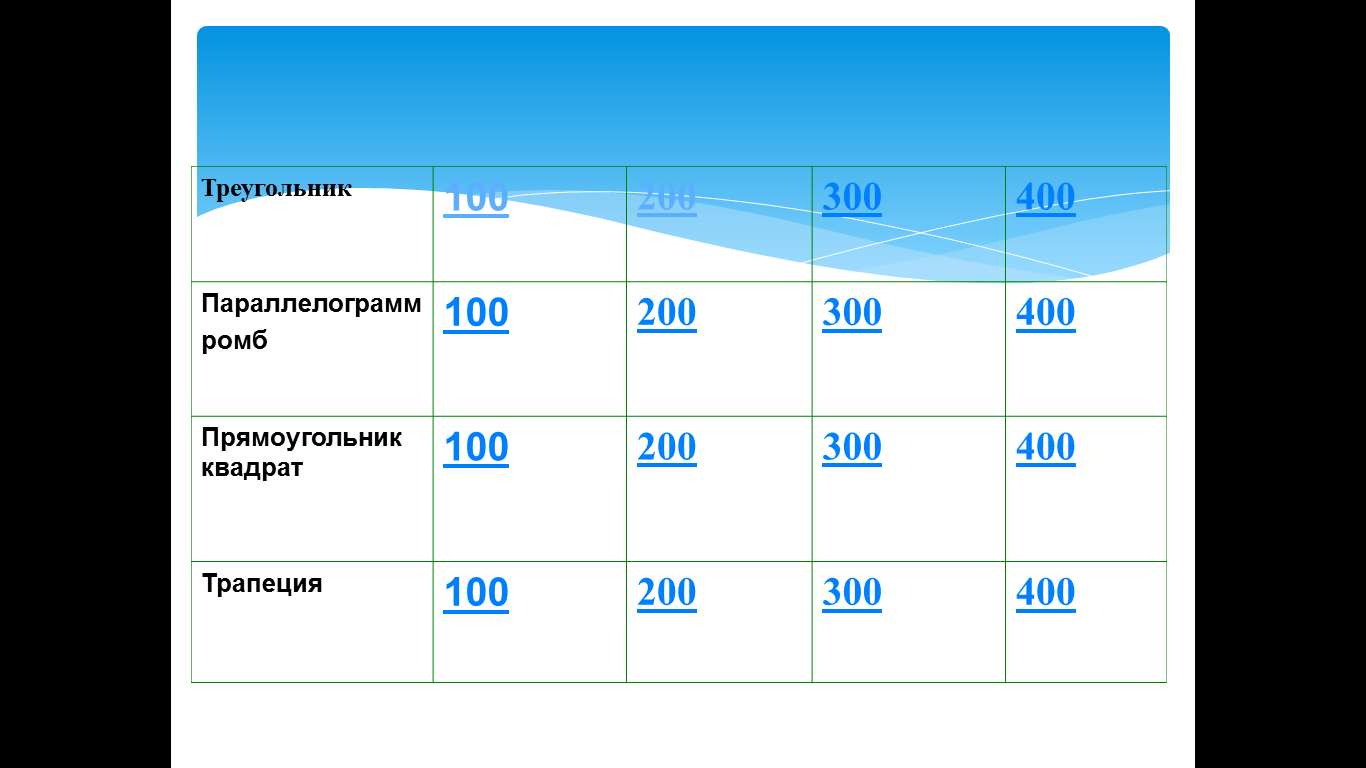 Треугольник 100 200 300 400
Параллелограмм 100 200 300 400
ромб
Прямоугольник 100 200 300 400
квадрат
Трапеция 100 200 300 400